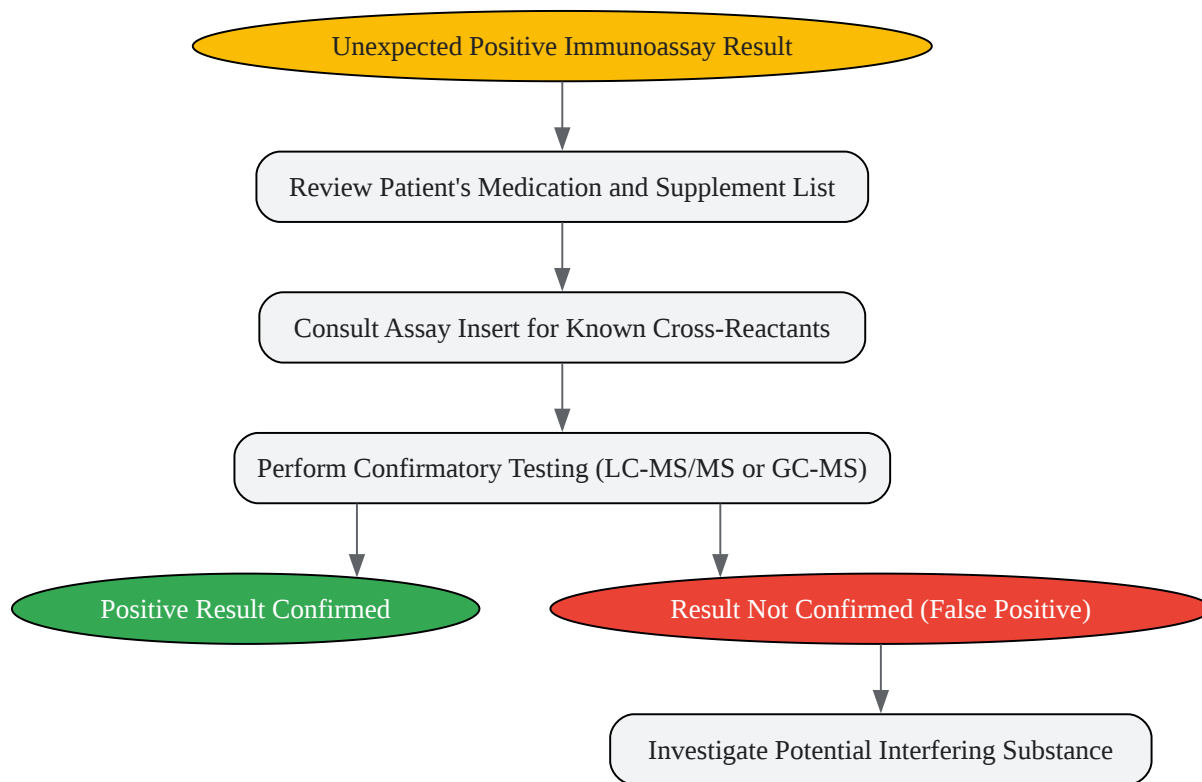 Unexpected Positive Immunoassay Result
Review Patient's Medication and Supplement List
Consult Assay Insert for Known Cross-Reactants
Perform Confirmatory Testing (LC-MS/MS or GC-MS)
Positive Result Confirmed
Result Not Confirmed (False Positive)
Investigate Potential Interfering Substance